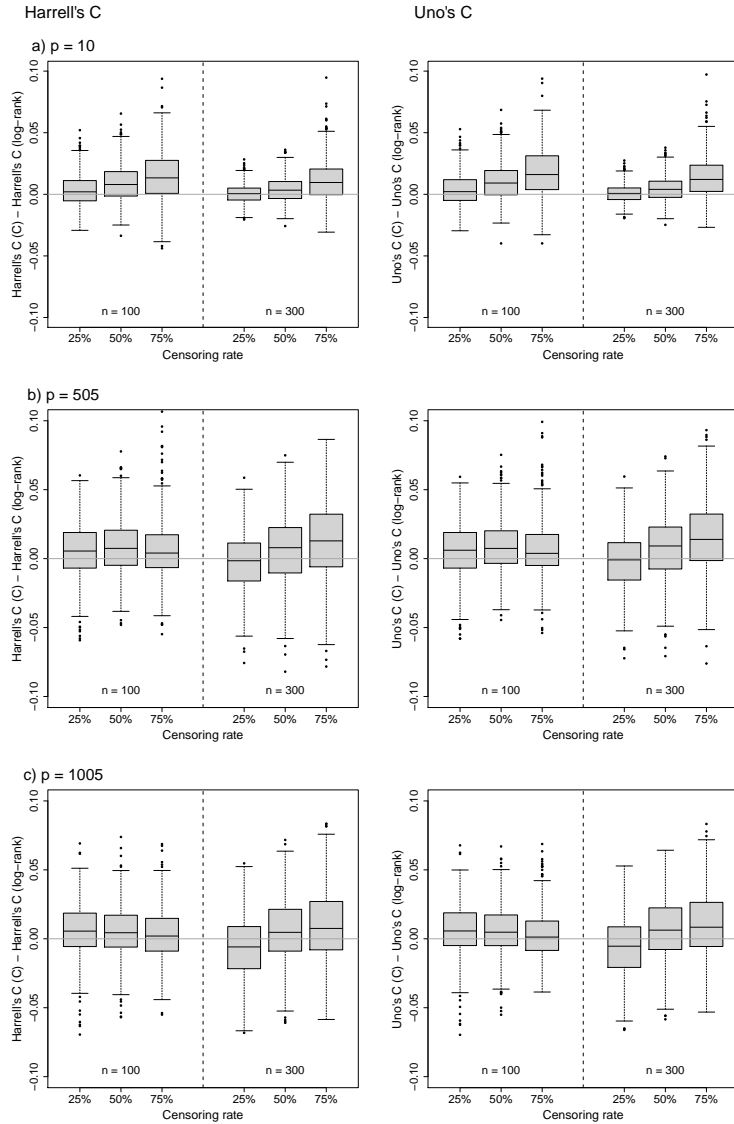 Harrell's C
Uno's C
a) p = 10
Harrell's C (C) − Harrell's C (log−rank)
−0.10 −0.05 0.00 0.05 0.10
n = 100 n = 300
25% 50% 75% 25% 50% 75%
Censoring rate
Uno's C (C) − Uno's C (log−rank)
−0.10 −0.05 0.00 0.05 0.10
n = 100 n = 300
25% 50% 75% 25% 50% 75%
Censoring rate
b) p = 505
Harrell's C (C) − Harrell's C (log−rank)
−0.10 −0.05 0.00 0.05 0.10
n = 100 n = 300
25% 50% 75% 25% 50% 75%
Censoring rate
Uno's C (C) − Uno's C (log−rank)
−0.10 −0.05 0.00 0.05 0.10
n = 100 n = 300
25% 50% 75% 25% 50% 75%
Censoring rate
c) p = 1005
Harrell's C (C) − Harrell's C (log−rank)
−0.10 −0.05 0.00 0.05 0.10
n = 100 n = 300
25% 50% 75% 25% 50% 75%
Censoring rate
Uno's C (C) − Uno's C (log−rank)
−0.10 −0.05 0.00 0.05 0.10
n = 100 n = 300
25% 50% 75% 25% 50% 75%
Censoring rate